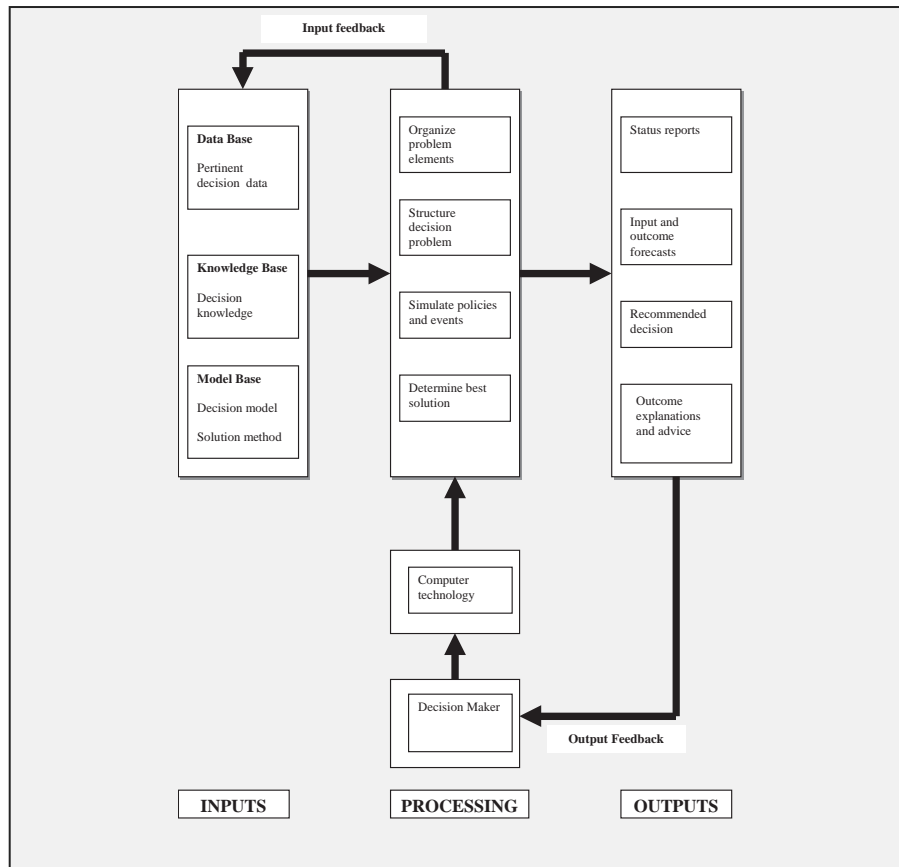 Input feedback
Data Base
Pertinent
decision data
Knowledge Base
Decision
knowledge
Model Base
Decision model
Solution method
Organize
problem
elements
Structure
decision
problem
Simulate policies
and events
Determine best
solution
Status reports
Input and
outcome
forecasts
Recommended
decision
Outcome
explanations
and advice
Computer
technology
Decision Maker
Output Feedback
INPUTS
PROCESSING
OUTPUTS